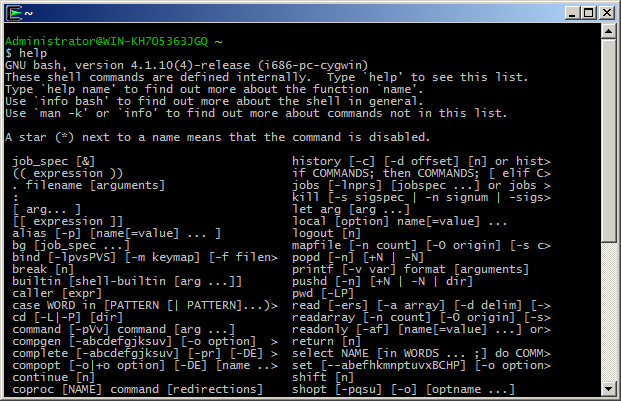 ~
Administrator@WIN-KH7O5363JGQ ~
$ help
GNU bash, version 4.1.10(4)-release (i686-pc-cygwin)
These shell commands are defined internally.  Type `help' to see this list.
Type `help name' to find out more about the function `name'.
Use `info bash' to find out more about the shell in general.
Use `man -k' or `info' to find out more about commands not in this list.

A star (*) next to a name means that the command is disabled.

 job_spec [&]                            history [-c] [-d offset] [n] or hist>
 (( expression ))                        if COMMANDS; then COMMANDS; [ elif C>
 . filename [arguments]                  jobs [-lnprs] [jobspec ...] or jobs >
 :                                       kill [-s sigspec | -n signum | -sigs>
 [ arg... ]                              let arg [arg ...]
 [[ expression ]]                        local [option] name[=value] ...
 alias [-p] [name[=value] ... ]          logout [n]
 bg [job_spec ...]                       mapfile [-n count] [-O origin] [-s c>
 bind [-lpvsPVS] [-m keymap] [-f filen>  popd [-n] [+N | -N]
 break [n]                               printf [-v var] format [arguments]
 builtin [shell-builtin [arg ...]]       pushd [-n] [+N | -N | dir]
 caller [expr]                           pwd [-LP]
 case WORD in [PATTERN [| PATTERN]...)>  read [-ers] [-a array] [-d delim] [->
 cd [-L|-P] [dir]                        readarray [-n count] [-O origin] [-s>
 command [-pVv] command [arg ...]        readonly [-af] [name[=value] ...] or>
 compgen [-abcdefgjksuv] [-o option]  >  return [n]
 complete [-abcdefgjksuv] [-pr] [-DE] >  select NAME [in WORDS ... ;] do COMM>
 compopt [-o|+o option] [-DE] [name ..>  set [--abefhkmnptuvxBCHP] [-o option>
 continue [n]                            shift [n]
 coproc [NAME] command [redirections]    shopt [-pqsu] [-o] [optname ...]